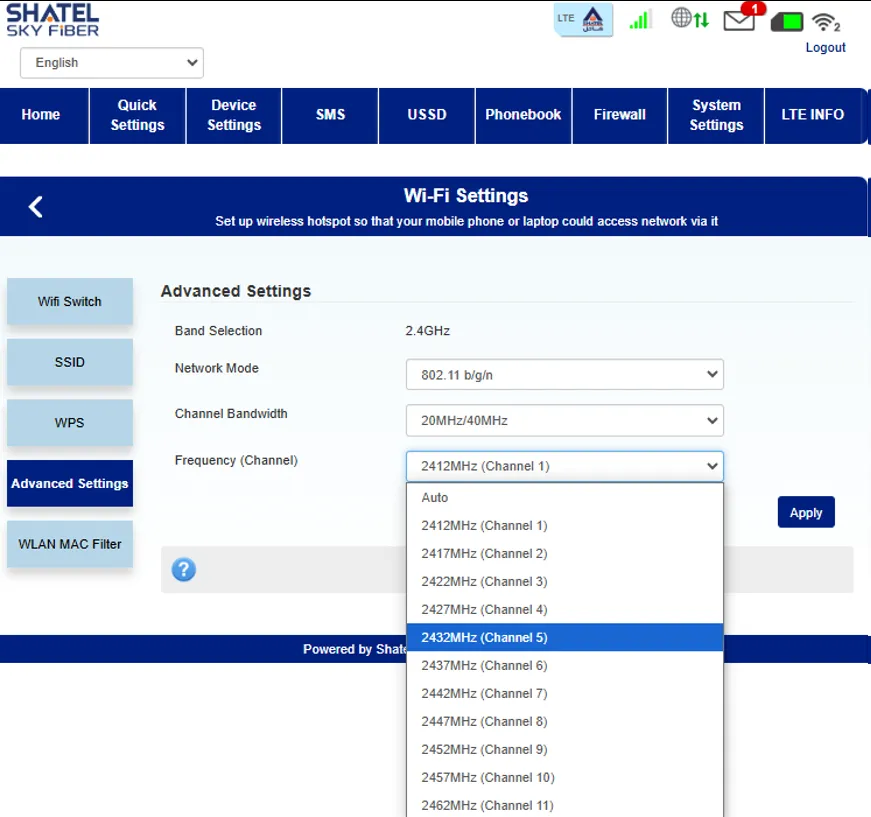 SHATEL
SKY FiBER
LTE
1
2
Logout
English
Home
Quick Settings
Device Settings
SMS
USSD
Phonebook
Firewall
System Settings
LTE INFO
Wi-Fi Settings
Set up wireless hotspot so that your mobile phone or laptop could access network via it
Wifi Switch
SSID
WPS
Advanced Settings
WLAN MAC Filter
Advanced Settings
Band Selection 2.4GHz
Network Mode 802.11 b/g/n
Channel Bandwidth 20MHz/40MHz
Frequency (Channel) 2412MHz (Channel 1)
Auto
2412MHz (Channel 1)
2417MHz (Channel 2)
2422MHz (Channel 3)
2427MHz (Channel 4)
2432MHz (Channel 5)
2437MHz (Channel 6)
2442MHz (Channel 7)
2447MHz (Channel 8)
2452MHz (Channel 9)
2457MHz (Channel 10)
2462MHz (Channel 11)
Apply
?
Powered by Shate